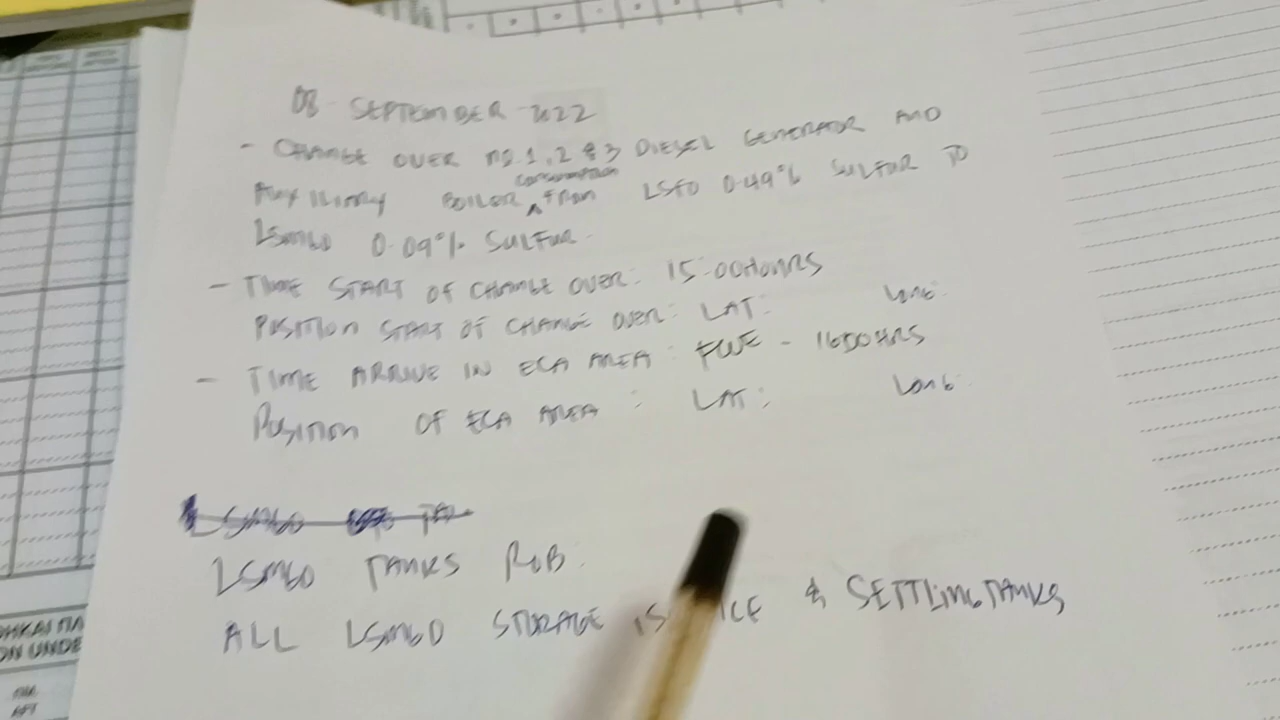 08 SEPTEMBER 2022
- CHANGE OVER NO. 1, 2 & 3 DIESEL GENERATOR AND
AUXILIARY BOILER ^ consumption FROM LSFO 0.49% SULFUR TO
LSMGO 0.09% SULFUR
- TIME START OF CHANGE OVER: 15:00HOURS
POSITION START OF CHANGE OVER: LAT: LONG:
- TIME ARRIVE IN ECA AREA: FWE - 1600HRS
POSITION OF ECA AREA: LAT: LONG:
LSMGO
LSMGO TANKS ROB:
ALL LSMGO STORAGE & SETTLING TANKS
ON UNDE